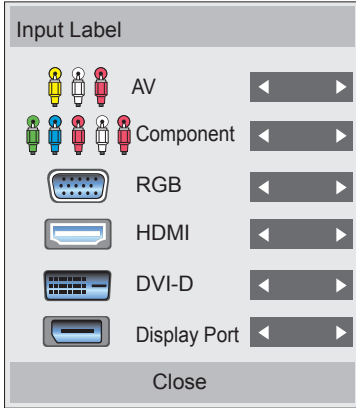 Input Label
AV
Component
RGB
HDMI
DVI-D
Display Port
Close